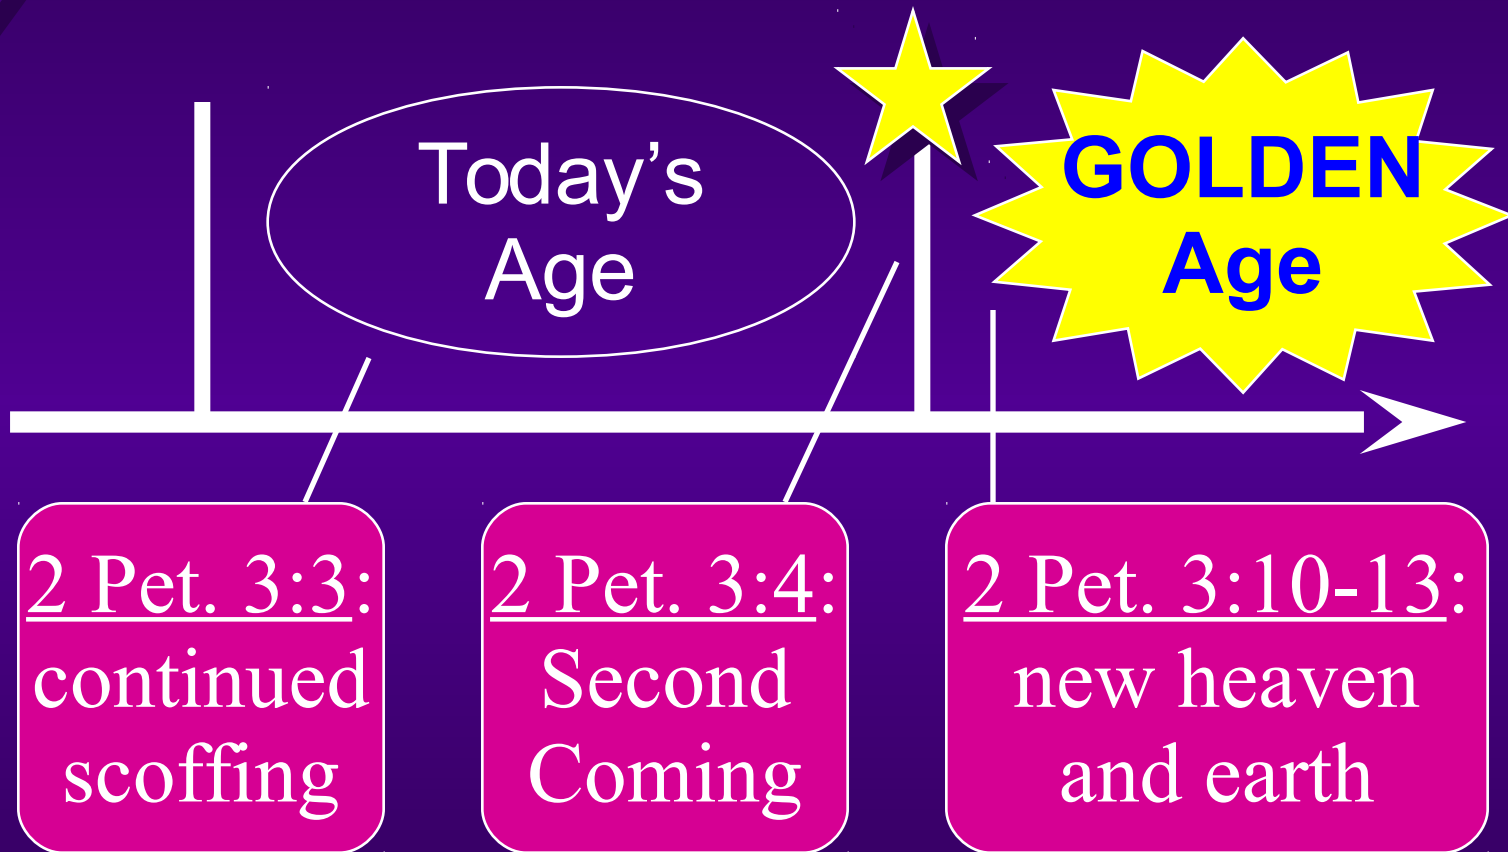 Today’s
Age
GOLDEN
Age
2 Pet. 3:3:
continued
scoffing
2 Pet. 3:4:
Second
Coming
2 Pet. 3:10-13:
new heaven
and earth